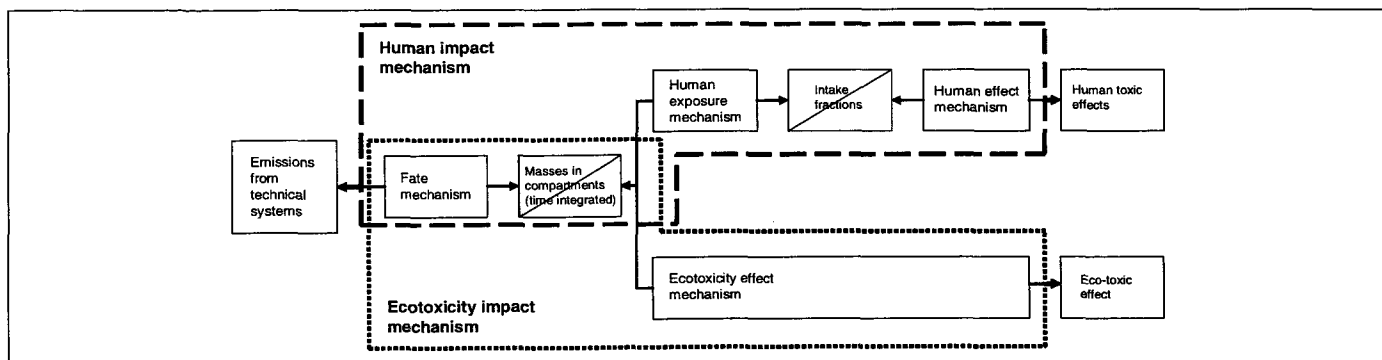 Human impact
mechanism
Human
exposure
mechanism
Intake
fractions
Human effect
mechanism
Human toxic
effects
Emissions
from
technical
systems
Fate
mechanism
Masses in
compartments
(time integrated)
Ecotoxicity effect
mechanism
Eco-toxic
effect
Ecotoxicity impact
mechanism